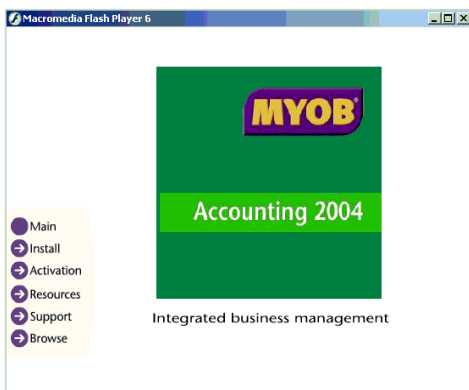 Macromedia Flash Player 6
MYOB
Accounting 2004
Main
Install
Activation
Resources
Support
Browse
Integrated business management